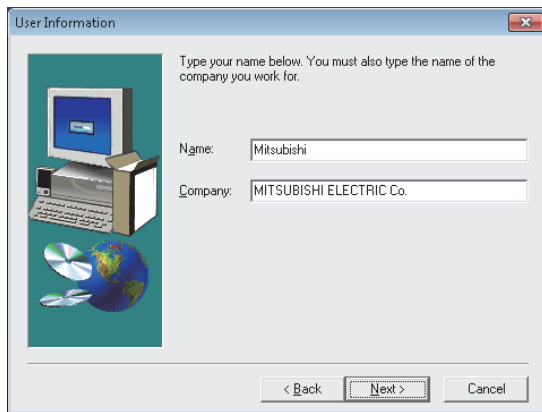 User Information
Type your name below. You must also type the name of the
company you work for.
Name: Mitsubishi
Company: MITSUBISHI ELECTRIC Co.
< Back Next > Cancel